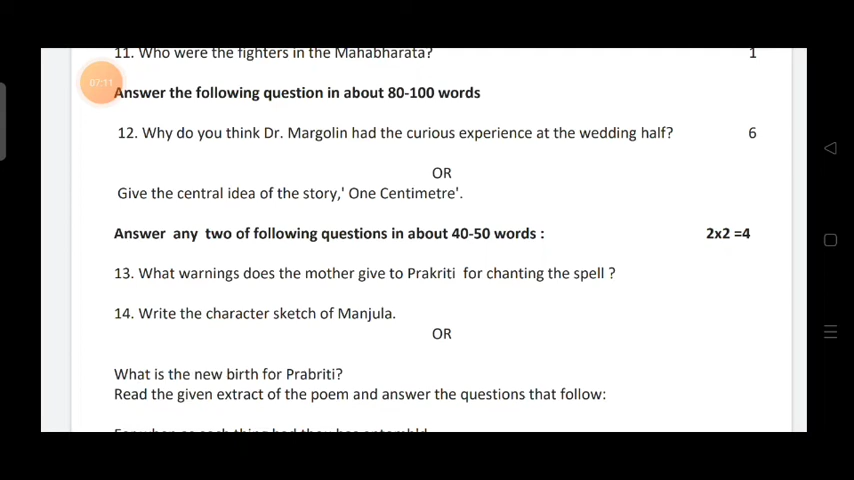 11. Who were the fighters in the Mahabharata? 1
07:11
Answer the following question in about 80-100 words
12. Why do you think Dr. Margolin had the curious experience at the wedding half? 6
OR
Give the central idea of the story,' One Centimetre'.
Answer any two of following questions in about 40-50 words : 2x2 =4
13. What warnings does the mother give to Prakriti for chanting the spell ?
14. Write the character sketch of Manjula.
OR
What is the new birth for Prabriti?
Read the given extract of the poem and answer the questions that follow: